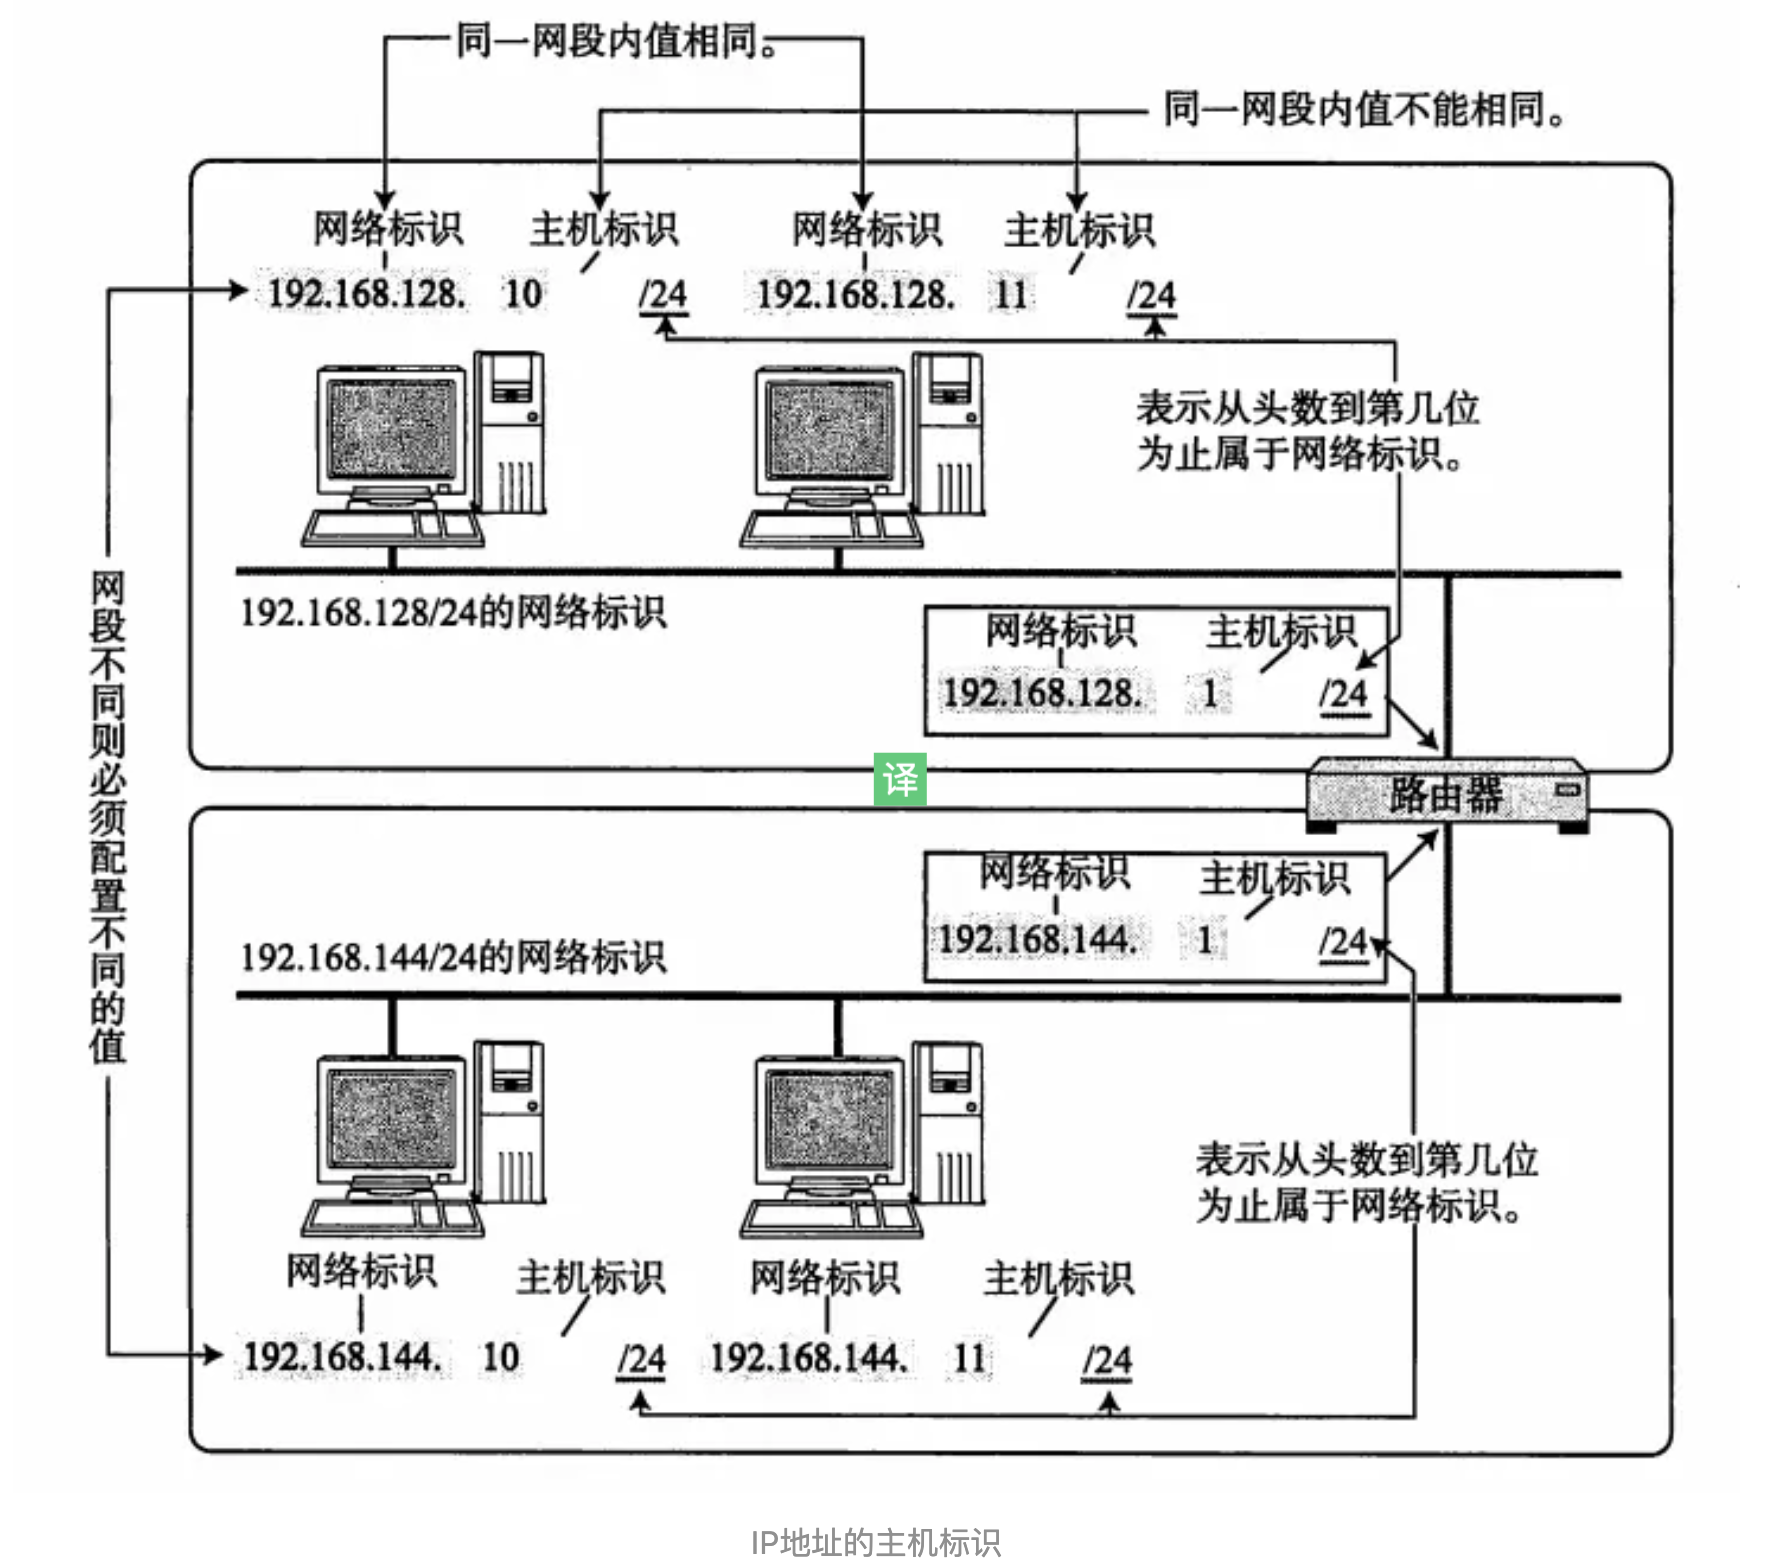 同一网段内值相同。
同一网段内值不能相同。
网络标识 主机标识 网络标识 主机标识
192.168.128. 10 /24 192.168.128. 11 /24
表示从头数到第几位
为止属于网络标识。
192.168.128/24的网络标识
网络标识 主机标识
192.168.128. 1 /24
网段不同则必须配置不同的值
译
路由器
网络标识 主机标识
192.168.144. 1 /24
192.168.144/24的网络标识
表示从头数到第几位
为止属于网络标识。
网络标识 主机标识 网络标识 主机标识
192.168.144. 10 /24 192.168.144. 11 /24
IP地址的主机标识